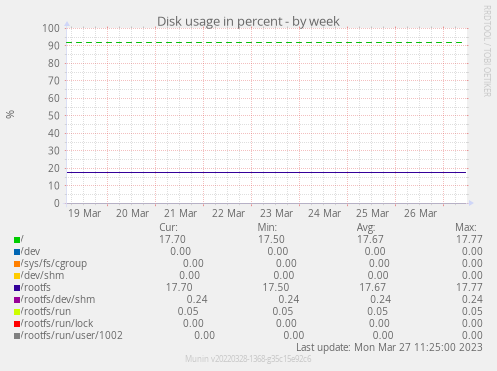 Disk usage in percent - by week
RRDTOOL / TOBI OETIKER
%
100
90
80
70
60
50
40
30
20
10
0
19 Mar 20 Mar 21 Mar 22 Mar 23 Mar 24 Mar 25 Mar 26 Mar
Cur: Min: Avg: Max:
/ 17.70 17.50 17.67 17.77
/dev 0.00 0.00 0.00 0.00
/sys/fs/cgroup 0.00 0.00 0.00 0.00
/dev/shm 0.00 0.00 0.00 0.00
/rootfs 17.70 17.50 17.67 17.77
/rootfs/dev/shm 0.24 0.24 0.24 0.24
/rootfs/run 0.05 0.05 0.05 0.05
/rootfs/run/lock 0.00 0.00 0.00 0.00
/rootfs/run/user/1002 0.00 0.00 0.00 0.00
Last update: Mon Mar 27 11:25:00 2023
Munin v20220328-1368-g35c15e92c6